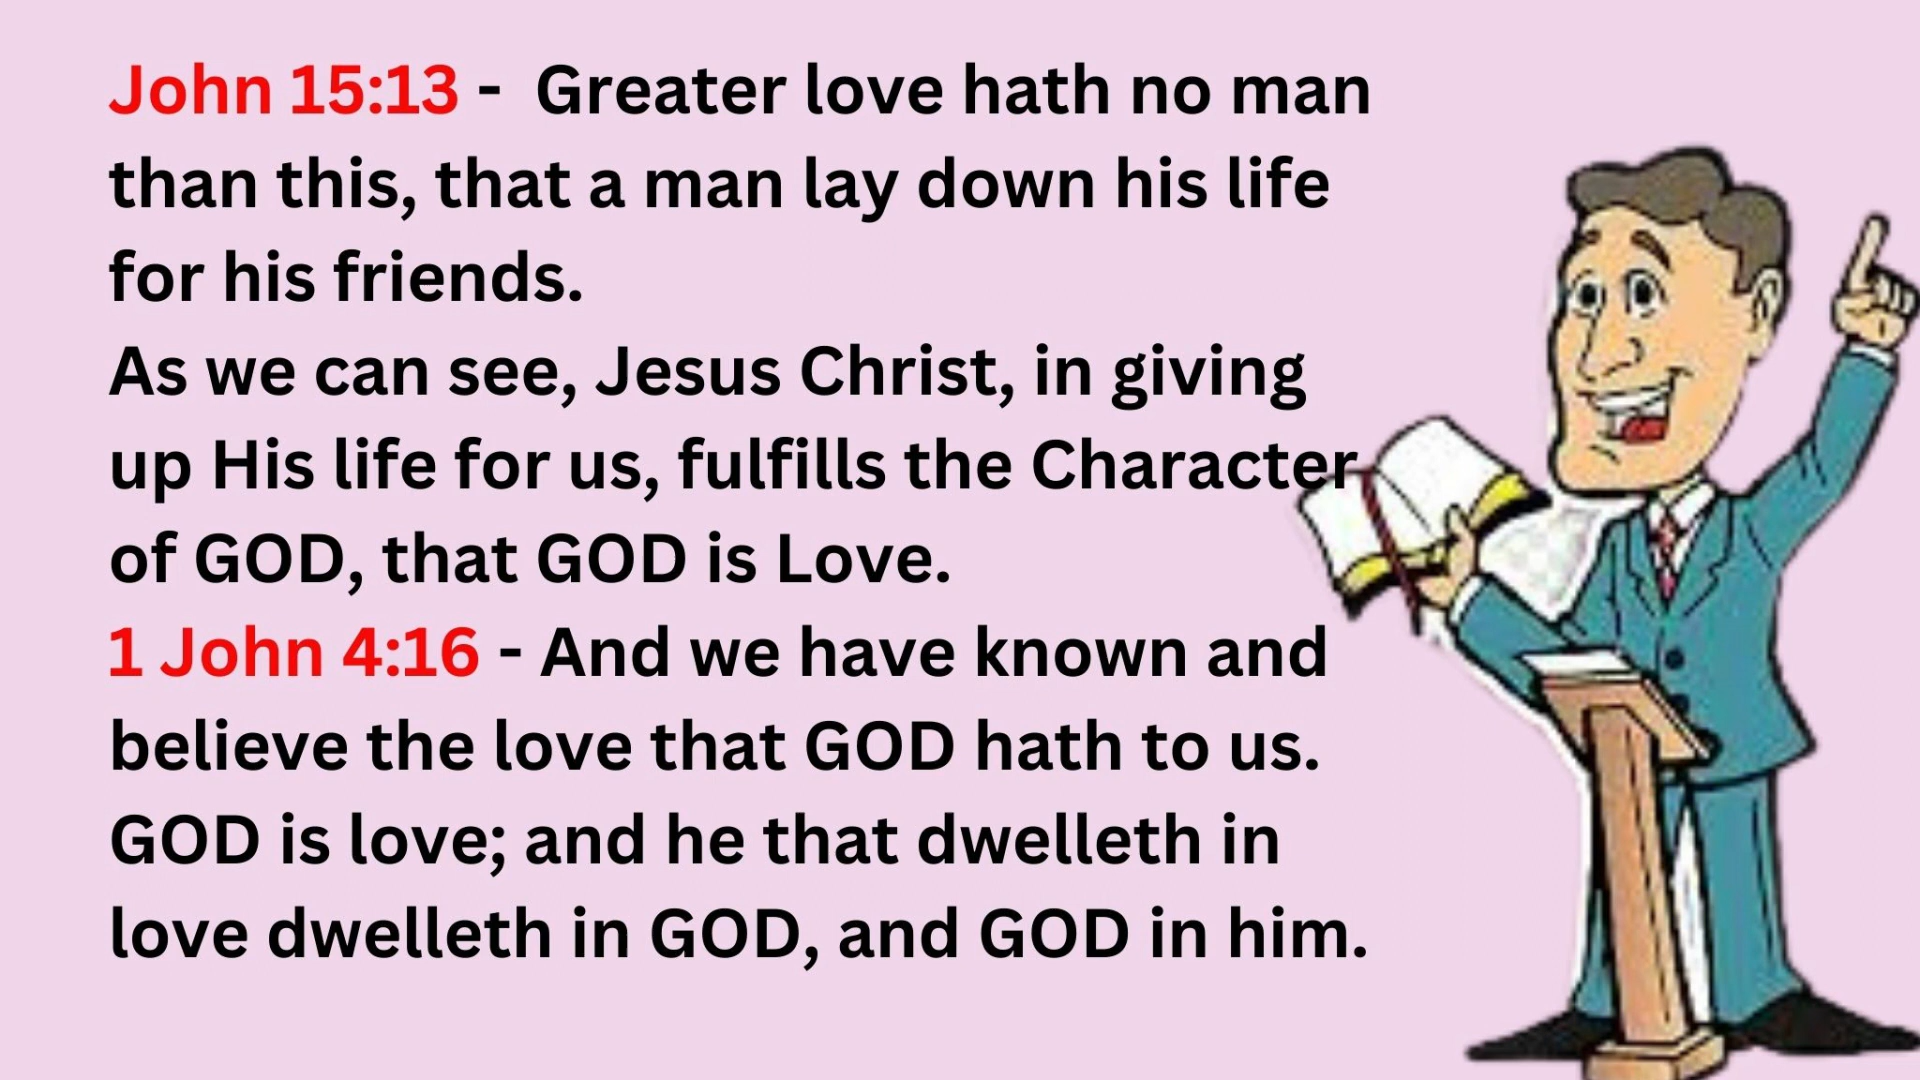 John 15:13 -  Greater love hath no man
than this, that a man lay down his life
for his friends.
As we can see, Jesus Christ, in giving
up His life for us, fulfills the Character
of GOD, that GOD is Love.
1 John 4:16 - And we have known and
believe the love that GOD hath to us.
GOD is love; and he that dwelleth in
love dwelleth in GOD, and GOD in him.